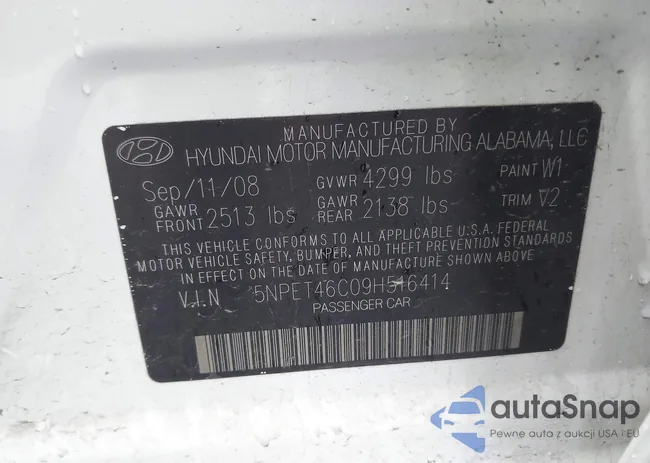 MANUFACTURED BY
HYUNDAI MOTOR MANUFACTURING ALABAMA, LLC
Sep/11/08 GVWR 4299 lbs PAINT W1
GAWR FRONT 2513 lbs GAWR REAR 2138 lbs TRIM V2
THIS VEHICLE CONFORMS TO ALL APPLICABLE U.S.A. FEDERAL
MOTOR VEHICLE SAFETY, BUMPER, AND THEFT PREVENTION STANDARDS
IN EFFECT ON THE DATE OF MANUFACTURE SHOWN ABOVE.
V.I.N 5NPET46C09H516414
PASSENGER CAR
autoSnap
Pewne auta z aukcji USA i EU